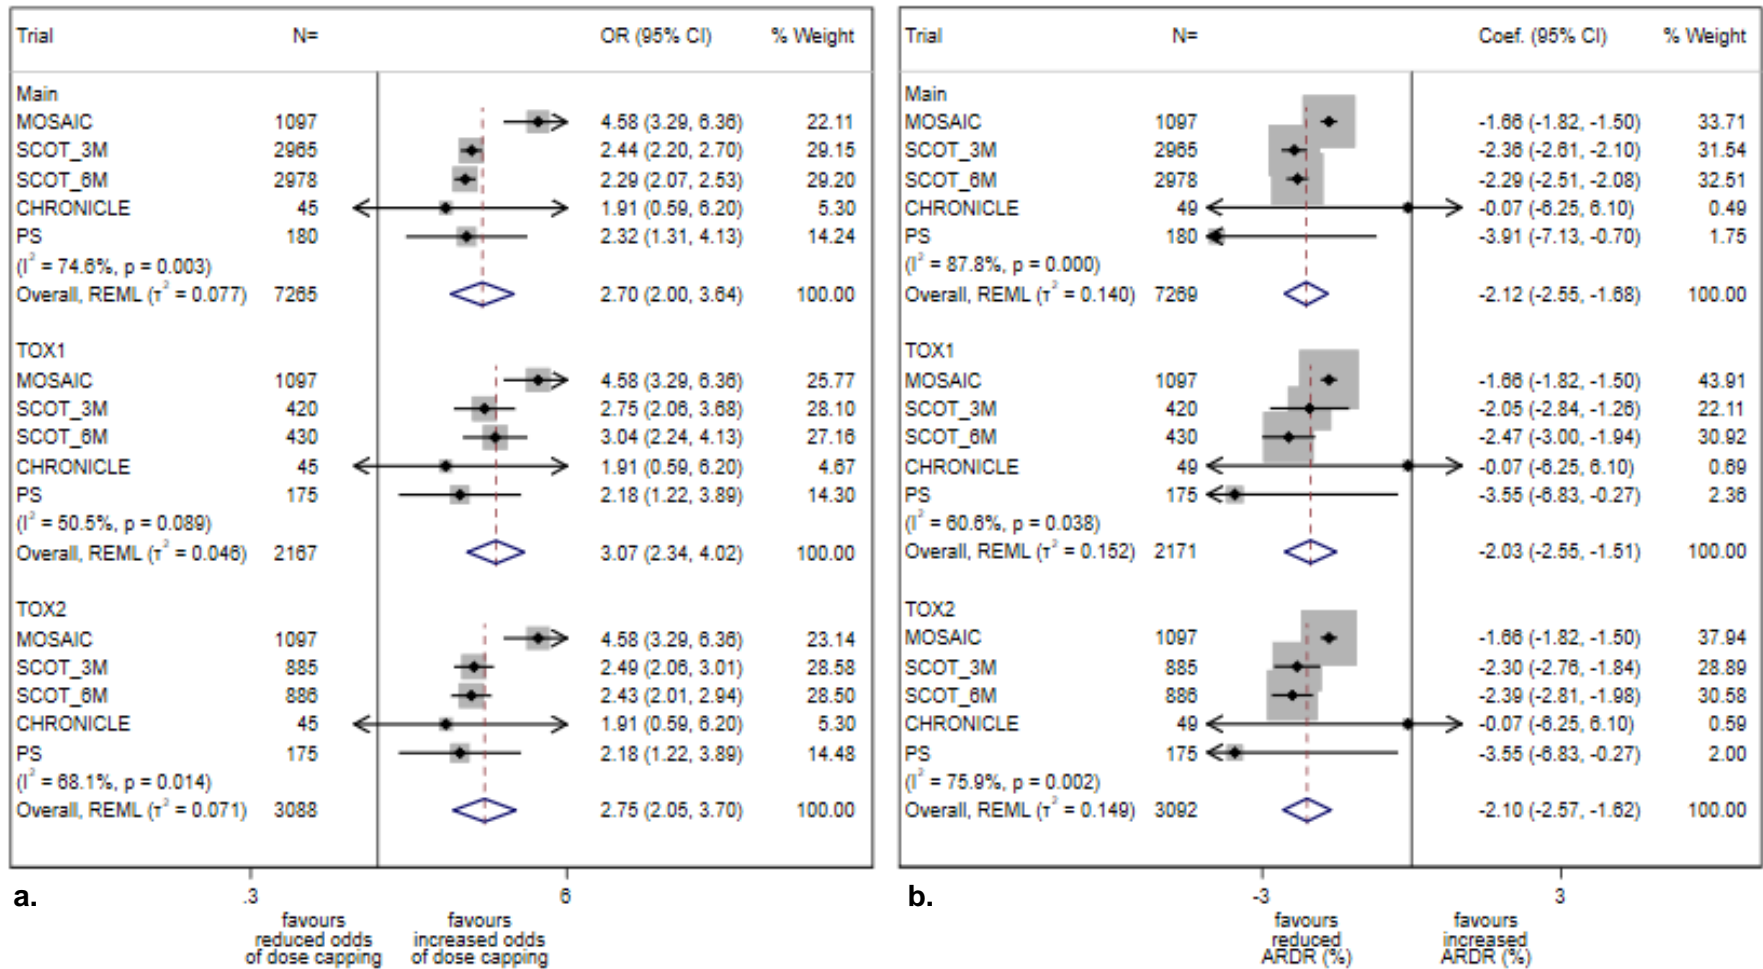 Trial N= OR (95% CI) % Weight
Main
MOSAIC 1097 4.58 (3.29, 6.36) 22.11
SCOT_3M 2965 2.44 (2.20, 2.70) 29.15
SCOT_6M 2978 2.29 (2.07, 2.53) 29.20
CHRONICLE 45 1.91 (0.59, 6.20) 5.30
PS 180 2.32 (1.31, 4.13) 14.24
(I² = 74.6%, p = 0.003)
Overall, REML (τ² = 0.077) 7265 2.70 (2.00, 3.64) 100.00
TOX1
MOSAIC 1097 4.58 (3.29, 6.36) 25.77
SCOT_3M 420 2.75 (2.06, 3.68) 28.10
SCOT_6M 430 3.04 (2.24, 4.13) 27.16
CHRONICLE 45 1.91 (0.59, 6.20) 4.67
PS 175 2.18 (1.22, 3.89) 14.30
(I² = 50.5%, p = 0.089)
Overall, REML (τ² = 0.046) 2167 3.07 (2.34, 4.02) 100.00
TOX2
MOSAIC 1097 4.58 (3.29, 6.36) 23.14
SCOT_3M 885 2.49 (2.06, 3.01) 28.58
SCOT_6M 886 2.43 (2.01, 2.94) 28.50
CHRONICLE 45 1.91 (0.59, 6.20) 5.30
PS 175 2.18 (1.22, 3.89) 14.48
(I² = 68.1%, p = 0.014)
Overall, REML (τ² = 0.071) 3088 2.75 (2.05, 3.70) 100.00
a. .3 6
favours favours
reduced odds increased odds
of dose capping of dose capping
Trial N= Coef. (95% CI) % Weight
Main
MOSAIC 1097 -1.66 (-1.82, -1.50) 33.71
SCOT_3M 2965 -2.36 (-2.61, -2.10) 31.54
SCOT_6M 2978 -2.29 (-2.51, -2.08) 32.51
CHRONICLE 49 -0.07 (-6.25, 6.10) 0.49
PS 180 -3.91 (-7.13, -0.70) 1.75
(I² = 87.8%, p = 0.000)
Overall, REML (τ² = 0.140) 7269 -2.12 (-2.55, -1.68) 100.00
TOX1
MOSAIC 1097 -1.66 (-1.82, -1.50) 43.91
SCOT_3M 420 -2.05 (-2.84, -1.26) 22.11
SCOT_6M 430 -2.47 (-3.00, -1.94) 30.92
CHRONICLE 49 -0.07 (-6.25, 6.10) 0.69
PS 175 -3.55 (-6.83, -0.27) 2.36
(I² = 60.6%, p = 0.038)
Overall, REML (τ² = 0.152) 2171 -2.03 (-2.55, -1.51) 100.00
TOX2
MOSAIC 1097 -1.66 (-1.82, -1.50) 37.94
SCOT_3M 885 -2.30 (-2.76, -1.84) 28.89
SCOT_6M 886 -2.39 (-2.81, -1.98) 30.58
CHRONICLE 49 -0.07 (-6.25, 6.10) 0.59
PS 175 -3.55 (-6.83, -0.27) 2.00
(I² = 75.9%, p = 0.002)
Overall, REML (τ² = 0.149) 3092 -2.10 (-2.57, -1.62) 100.00
b. -3 3
favours favours
reduced increased
ARDR (%) ARDR (%)